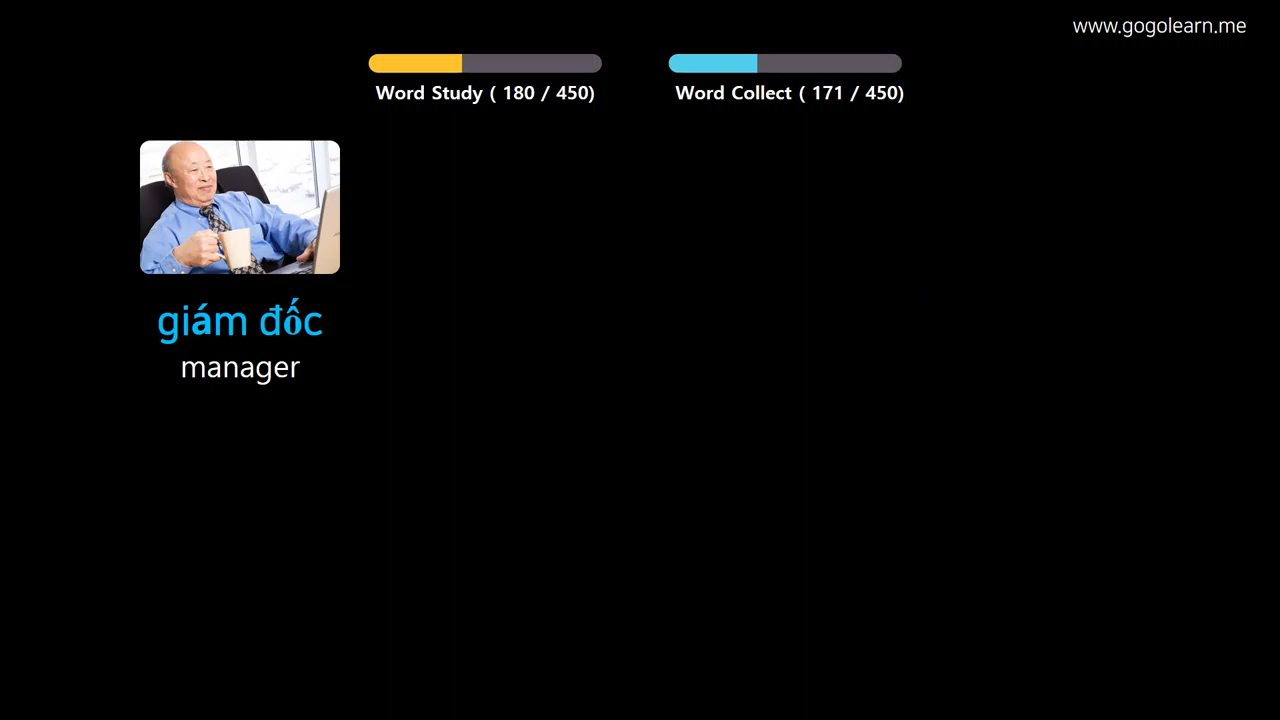 www.gogolearn.me
Word Study ( 180 / 450)
Word Collect ( 171 / 450)
giám đốc
manager